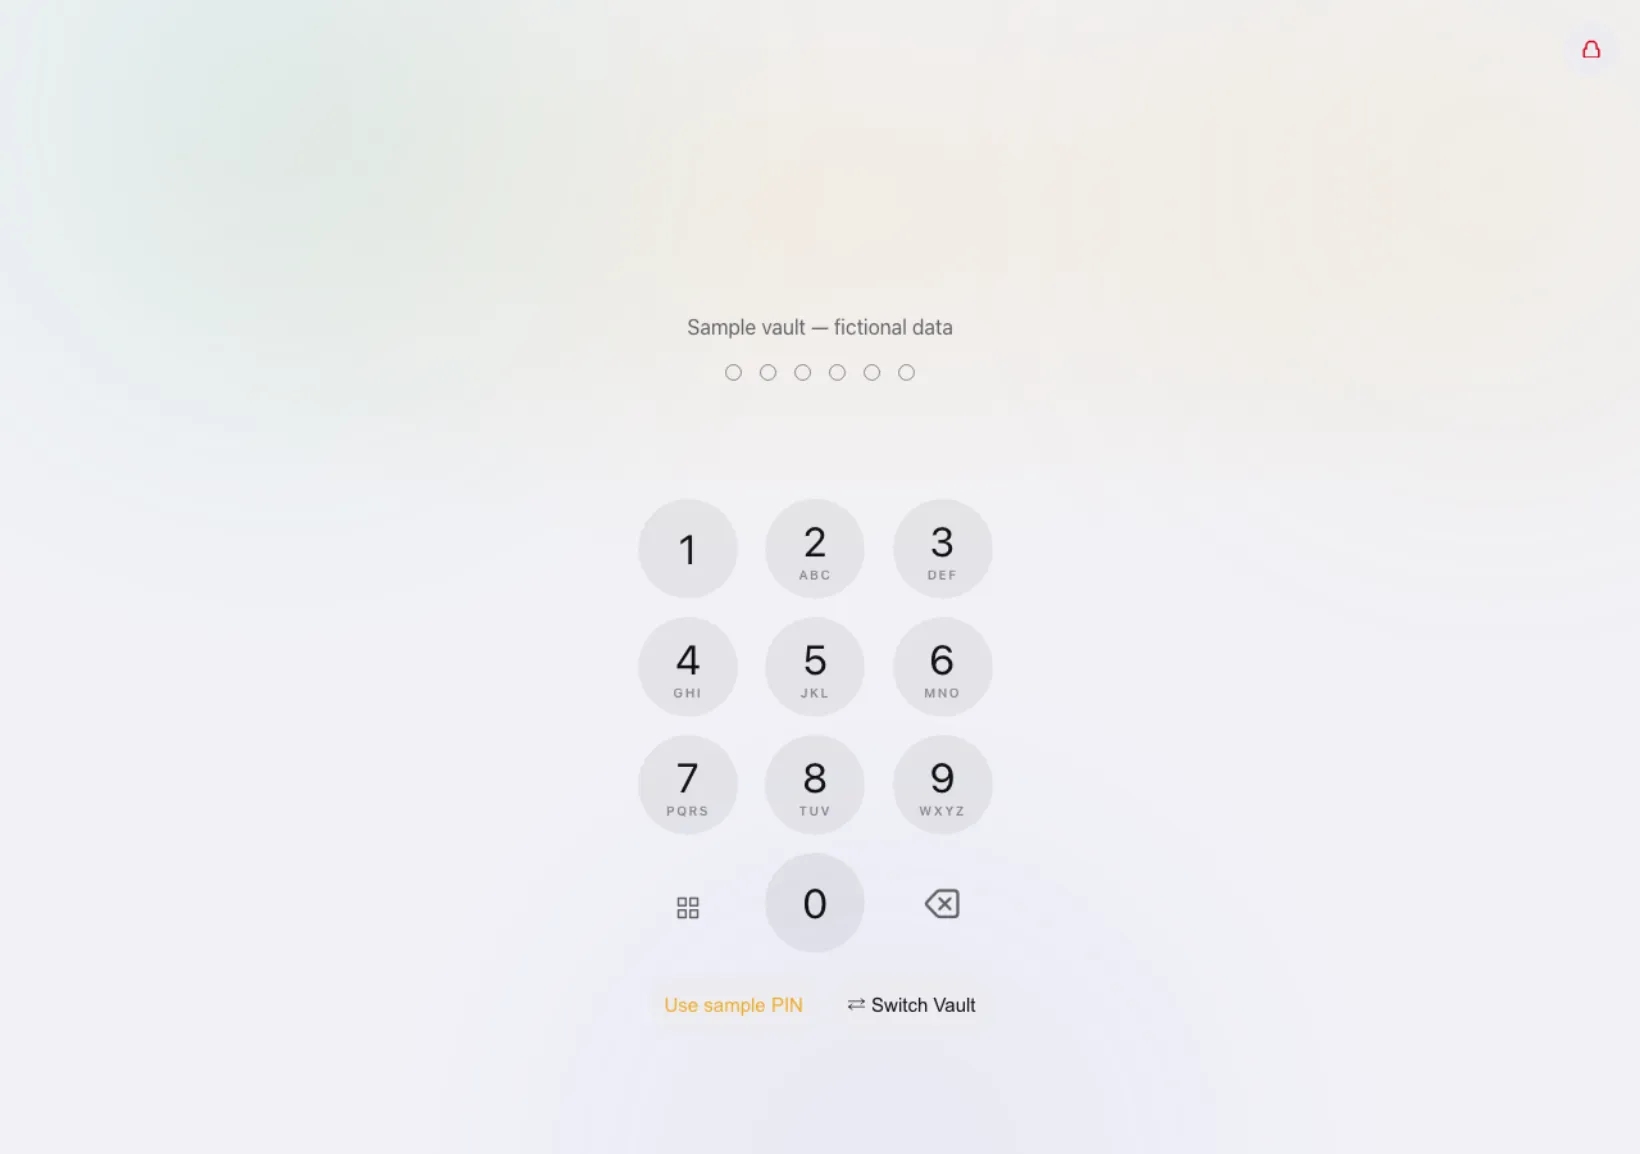 Sample vault — fictional data
1 2 3
ABC DEF
4 5 6
GHI JKL MNO
7 8 9
PQRS TUV WXYZ
0
Use sample PIN Switch Vault